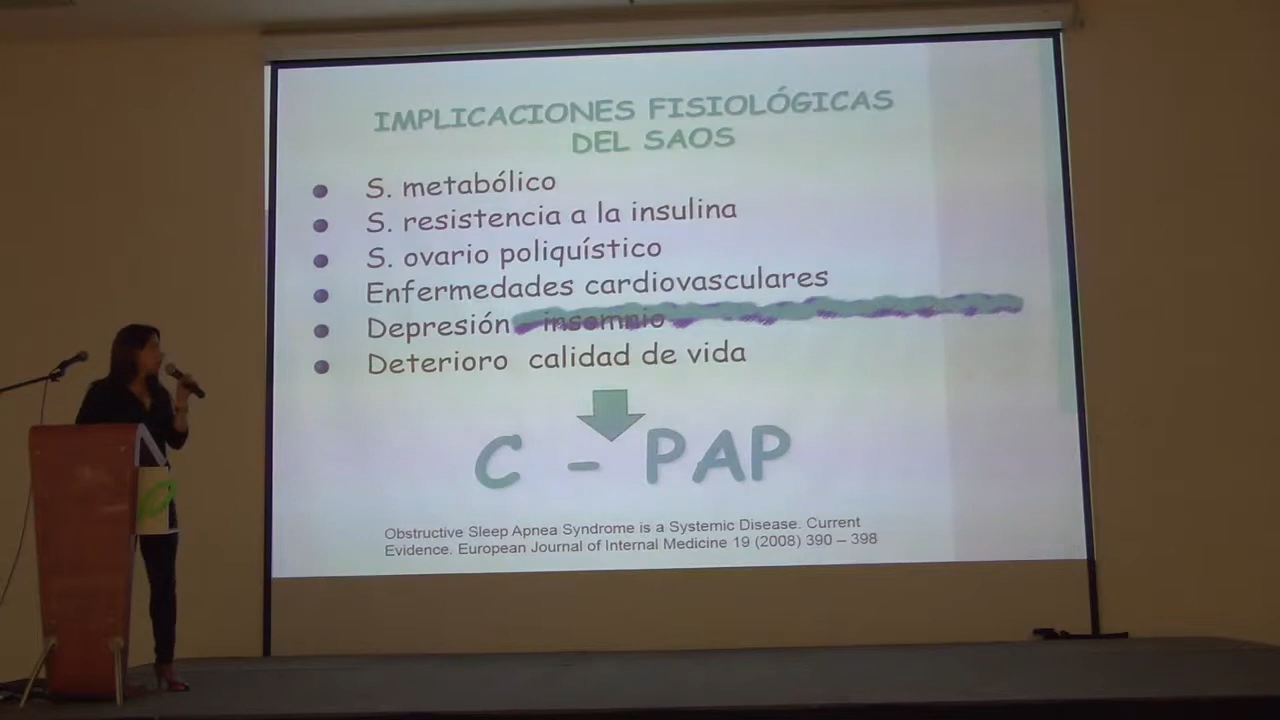 IMPLICACIONES FISIOLÓGICAS
DEL SAOS
S. metabólico
S. resistencia a la insulina
S. ovario poliquístico
Enfermedades cardiovasculares
Depresión insomnio
Deterioro calidad de vida
C - PAP
Obstructive Sleep Apnea Syndrome is a Systemic Disease. Current
Evidence. European Journal of Internal Medicine 19 (2008) 390 – 398